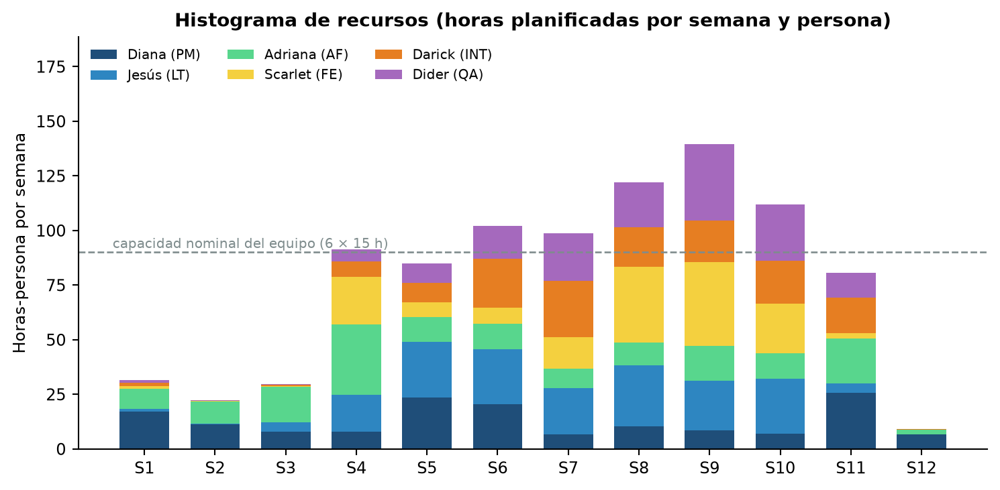 Histograma de recursos (horas planificadas por semana y persona)
Diana (PM) Adriana (AF) Darick (INT)
Jesús (LT) Scarlet (FE) Dider (QA)
Horas-persona por semana
175
150
125
100
75
50
25
0
capacidad nominal del equipo (6 × 15 h)
S1 S2 S3 S4 S5 S6 S7 S8 S9 S10 S11 S12